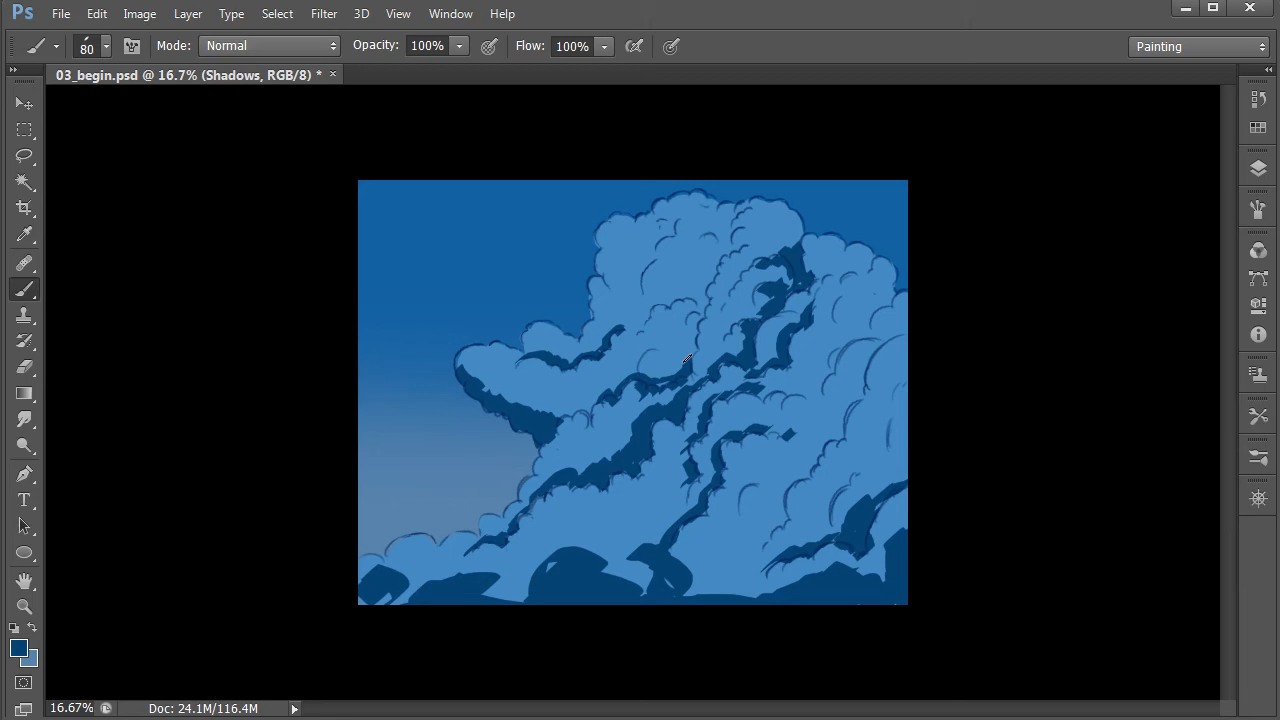 Ps File Edit Image Layer Type Select Filter 3D View Window Help
80 Mode: Normal Opacity: 100% Flow: 100% Painting
03_begin.psd @ 16.7% (Shadows, RGB/8) * ×
T
16.67% Doc: 24.1M/116.4M